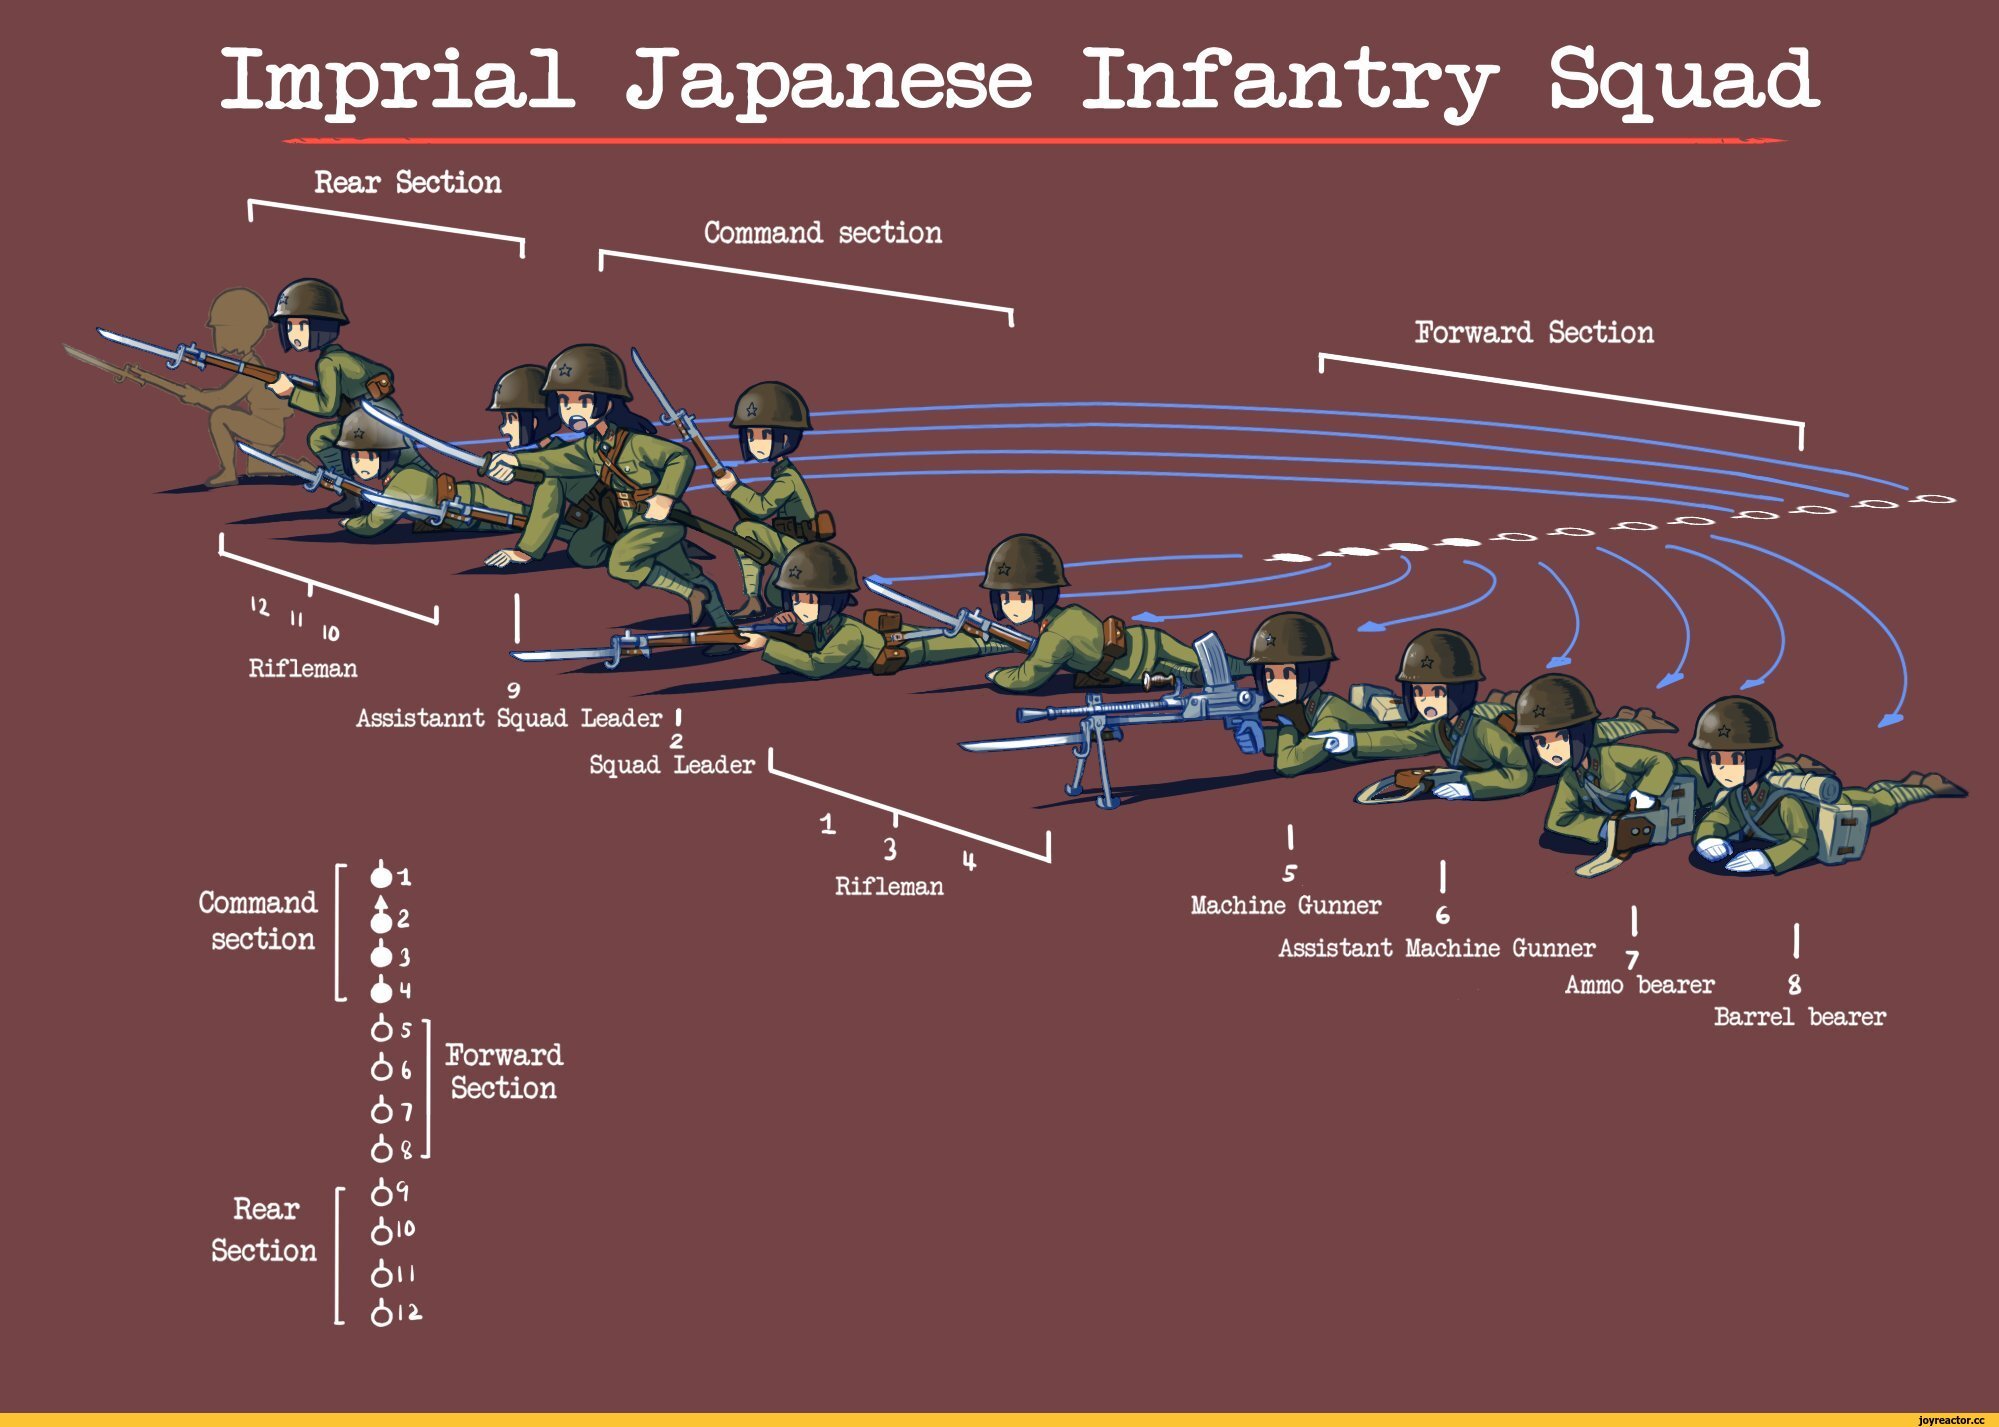 Imprial Japanese Infantry Squad
Rear Section
Command section
Forward Section
12 11 10
Rifleman
9
Assistannt Squad Leader
2
Squad Leader
1 3 4
Rifleman
5
Machine Gunner
6
Assistant Machine Gunner
7
Ammo bearer
8
Barrel bearer
Command
section
1
2
3
4
5
6
7
8
Forward
Section
Rear
Section
9
10
11
12
joyreactor.cc